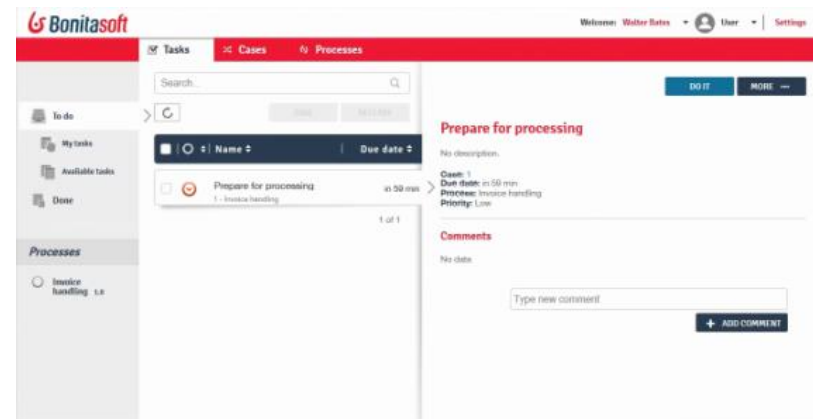 Bonitasoft
Welcome: Walter Bates
User
Settings
Tasks
Cases
Processes
Search...
DO IT
MORE
To do
My tasks
Available tasks
Done
Name
Due date
Prepare for processing
in 59 min
1 - Invoice handling
1 of 1
Processes
Invoice
handling 1.0
Prepare for processing
No description.
Case: 1
Due date: in 59 min
Process: Invoice handling
Priority: Low
Comments
No data
Type new comment
+ ADD COMMENT